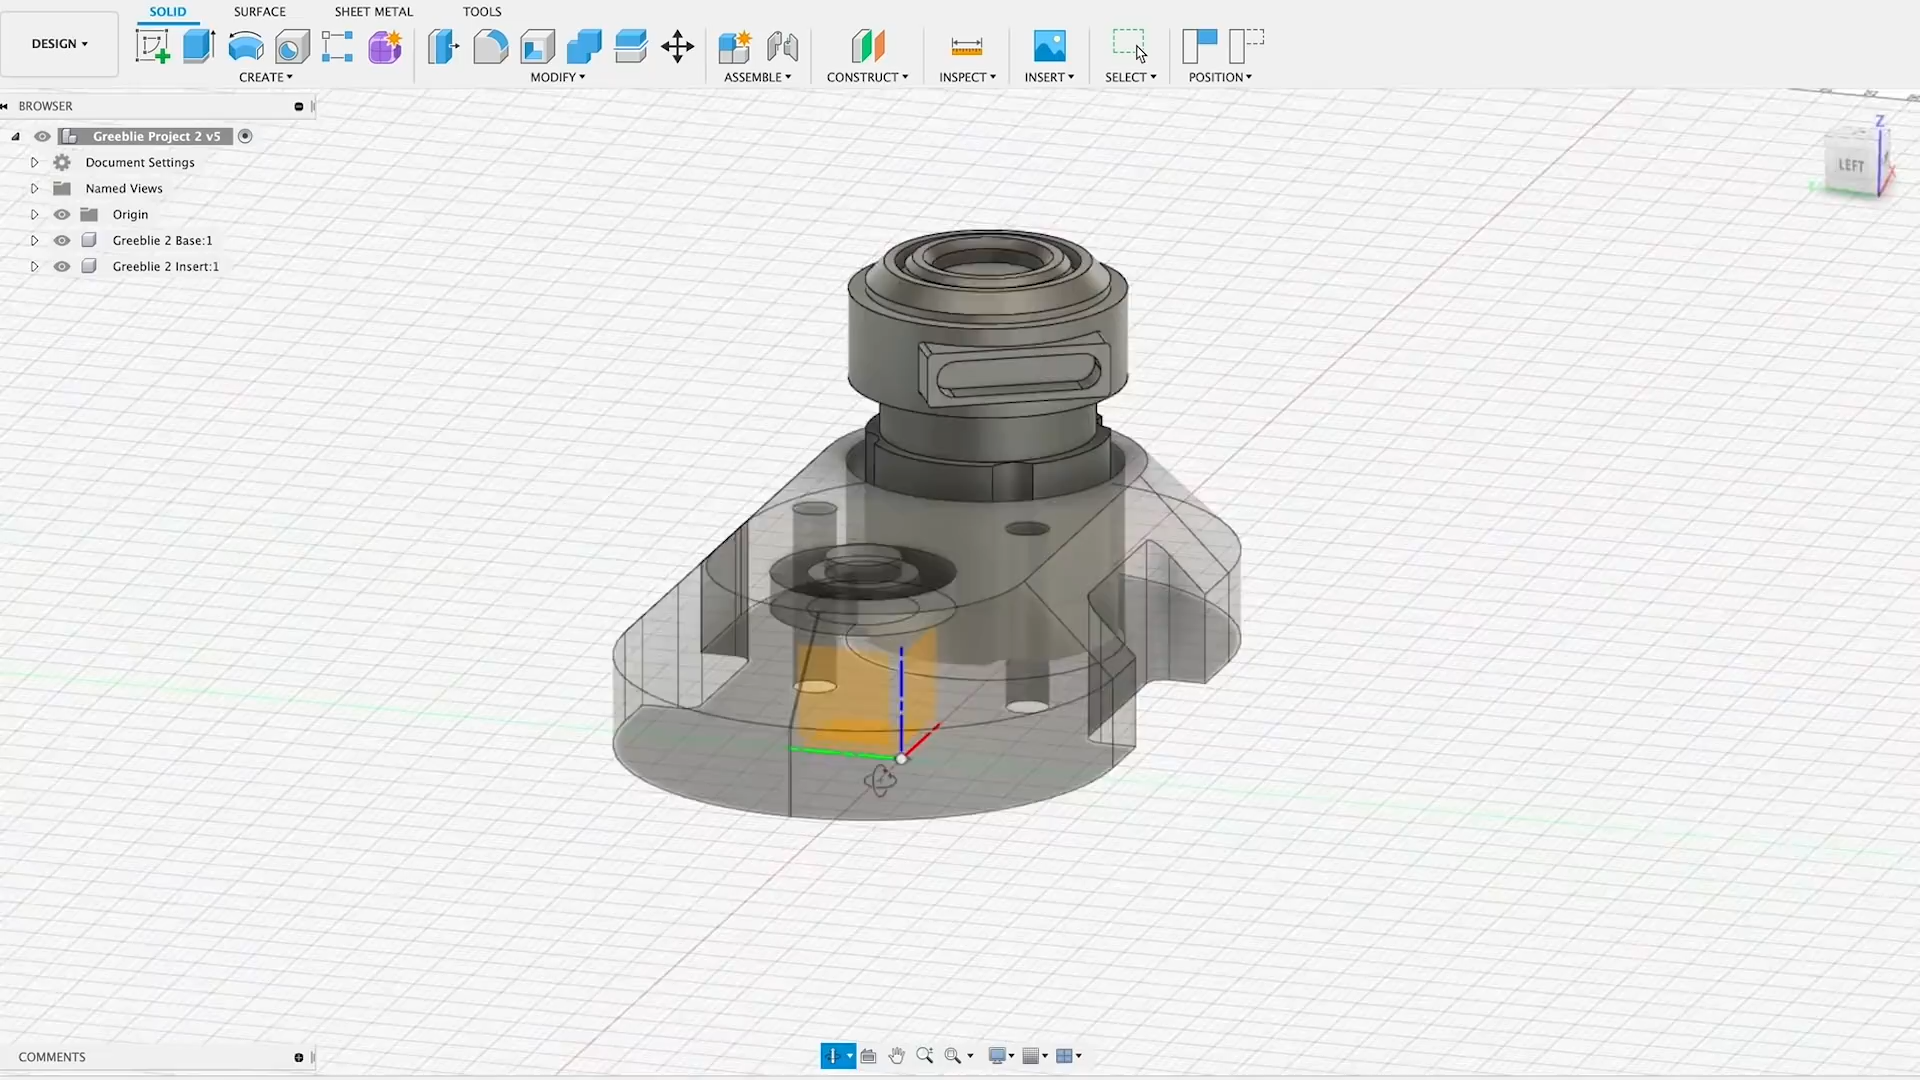 SOLID
SURFACE
SHEET METAL
TOOLS
DESIGN
CREATE
MODIFY
ASSEMBLE
CONSTRUCT
INSPECT
INSERT
SELECT
POSITION
BROWSER
Greeblie Project 2 v5
Document Settings
Named Views
Origin
Greeblie 2 Base:1
Greeblie 2 Insert:1
Z
LEFT
X
COMMENTS